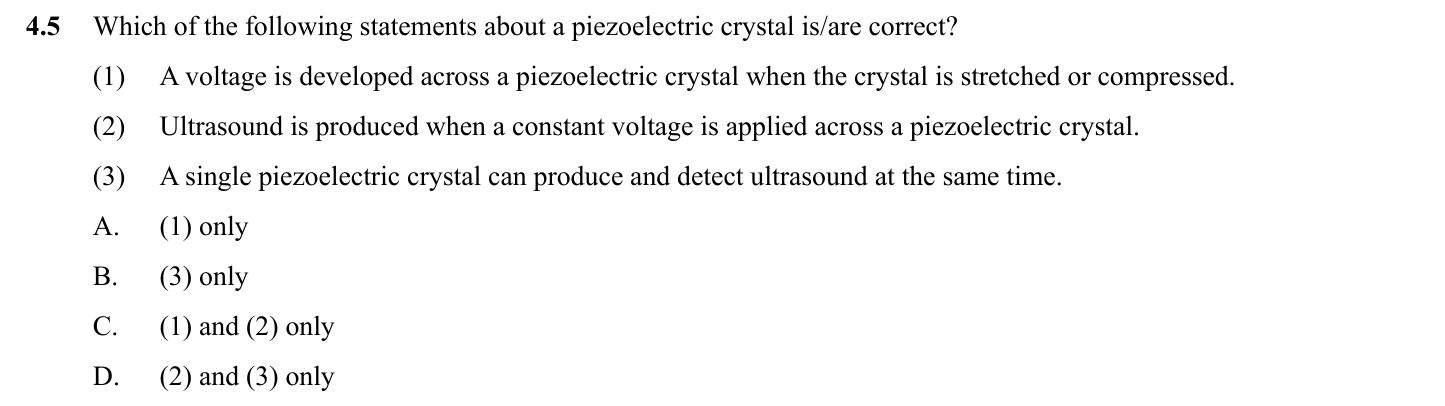 4.5 Which of the following statements about a piezoelectric crystal is/are correct?
(1) A voltage is developed across a piezoelectric crystal when the crystal is stretched or compressed.
(2) Ultrasound is produced when a constant voltage is applied across a piezoelectric crystal.
(3) A single piezoelectric crystal can produce and detect ultrasound at the same time.
A. (1) only
B. (3) only
C. (1) and (2) only
D. (2) and (3) only